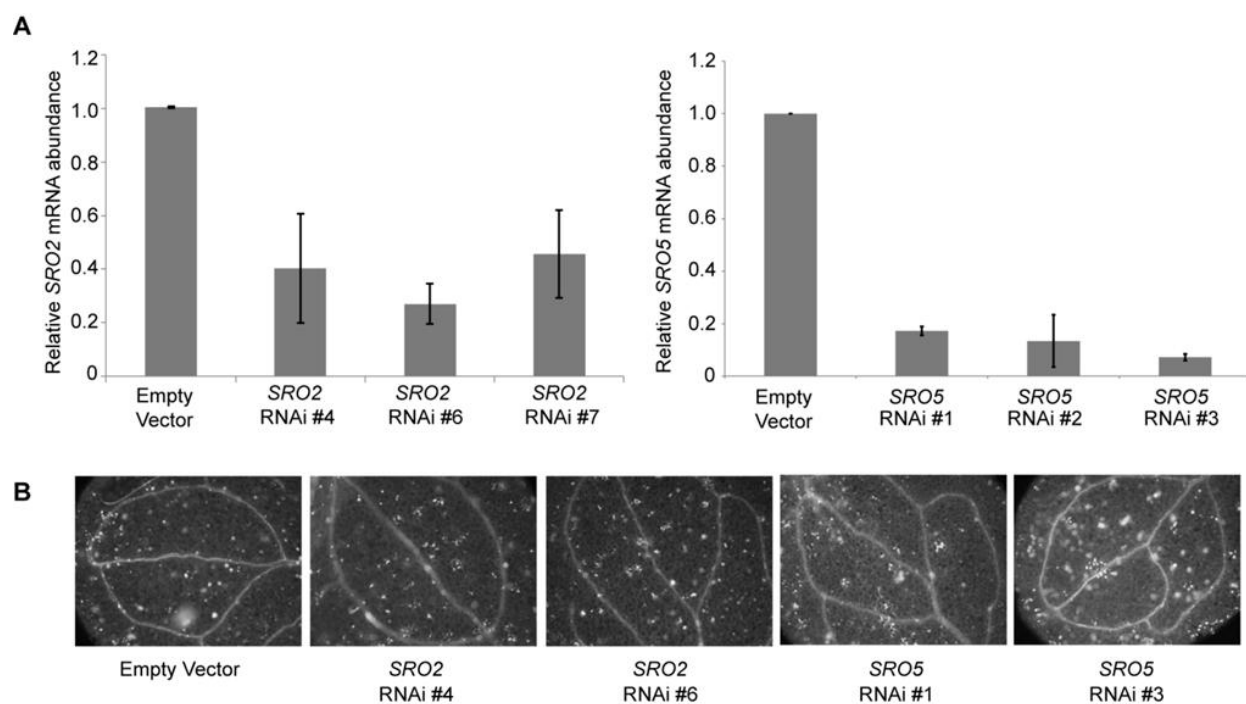 A
Relative SRO2 mRNA abundance
1.2
1.0
0.8
0.6
0.4
0.2
0
Empty
Vector
SRO2
RNAi #4
SRO2
RNAi #6
SRO2
RNAi #7
Relative SRO5 mRNA abundance
1.2
1.0
0.8
0.6
0.4
0.2
0
Empty
Vector
SRO5
RNAi #1
SRO5
RNAi #2
SRO5
RNAi #3
B
Empty Vector
SRO2
RNAi #4
SRO2
RNAi #6
SRO5
RNAi #1
SRO5
RNAi #3